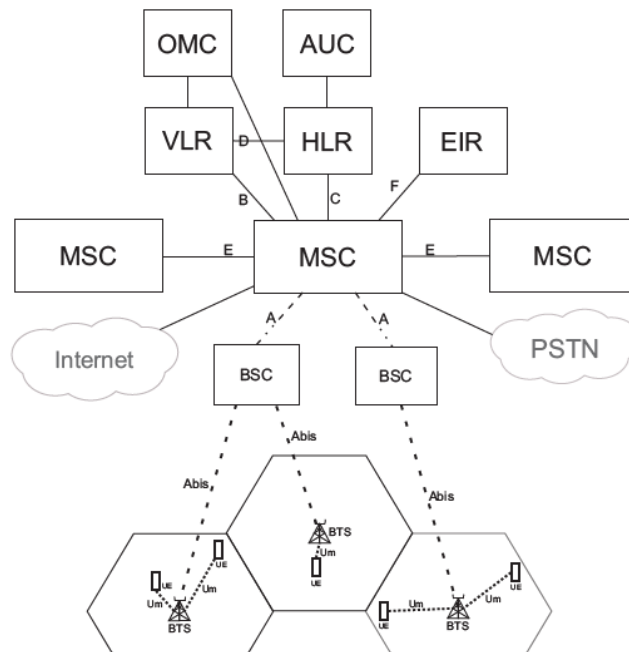 OMC
AUC
VLR
D
HLR
EIR
B
C
F
MSC
E
MSC
E
MSC
Internet
A
A
PSTN
BSC
BSC
Abis
Abis
Abis
BTS
Um
UE
UE
UE
Um
Um
BTS
UE
Um
Um
UE
BTS